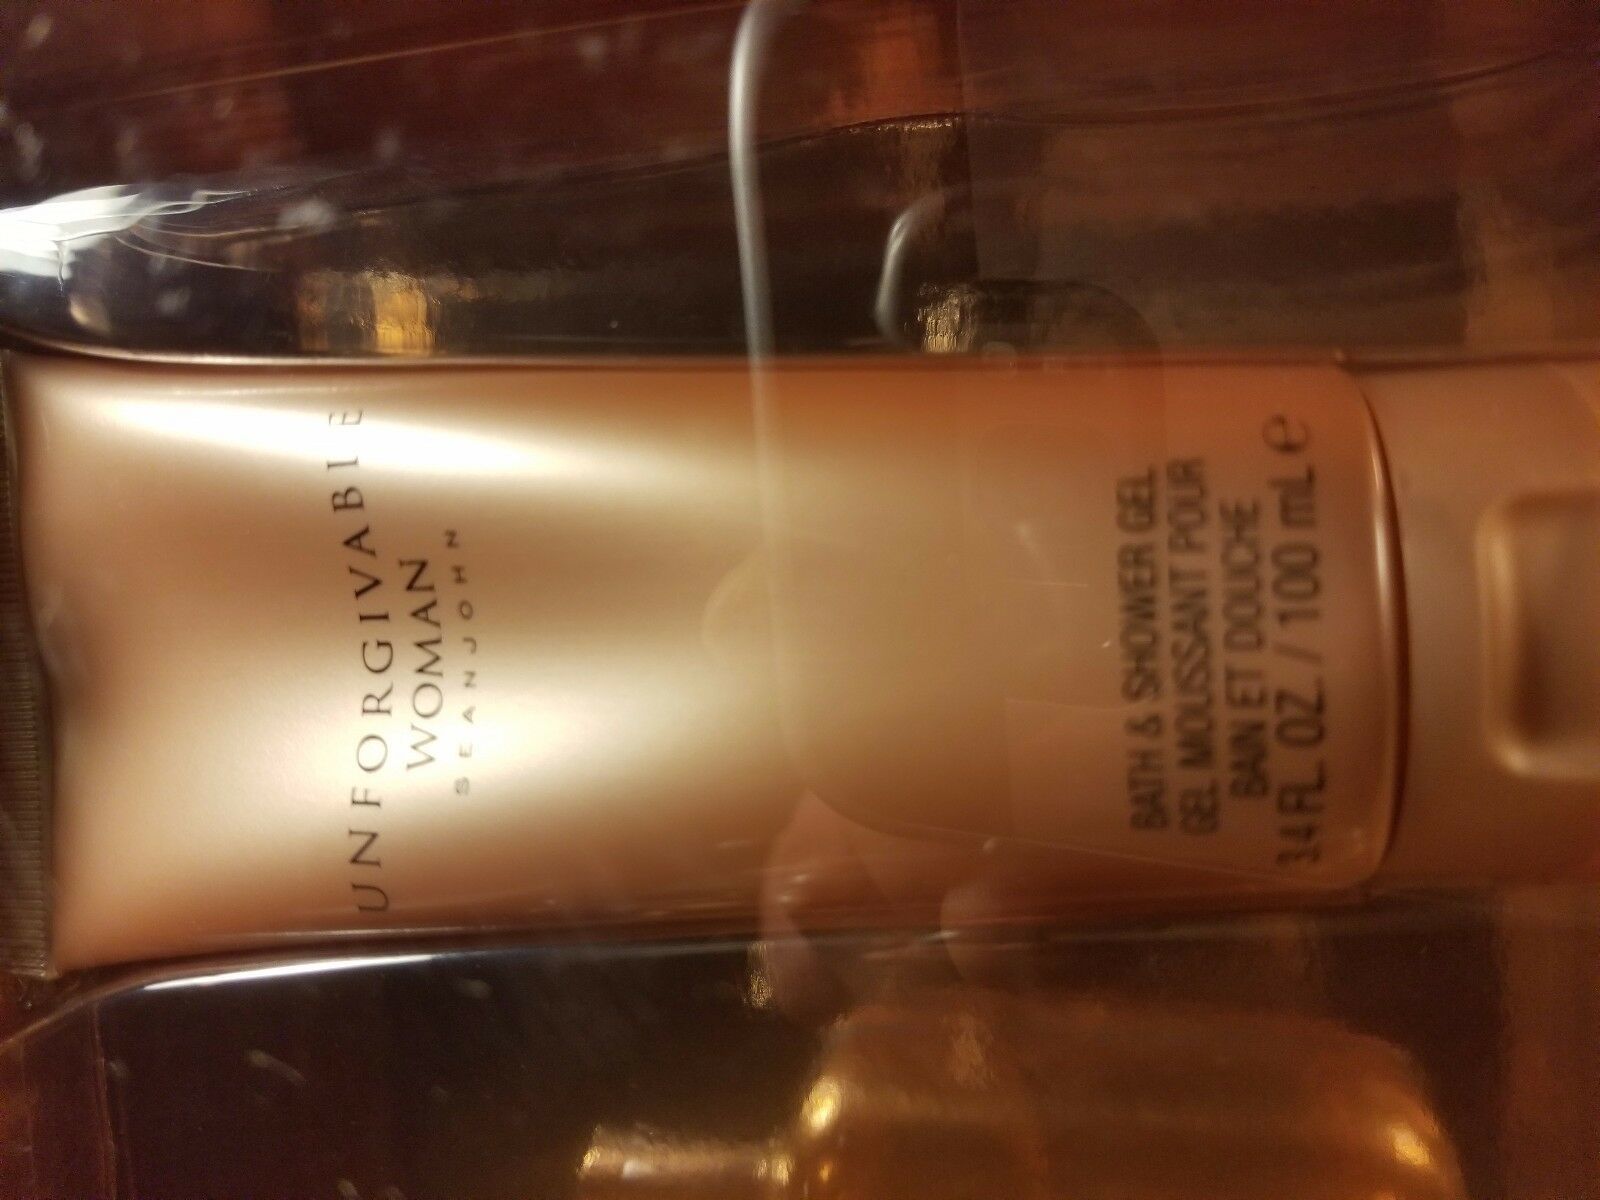 UNFORGIVABLE
WOMAN
SEANJOHN
BATH & SHOWER GEL
GEL MOUSSANT POUR
BAIN ET DOUCHE
3.4 FL. OZ. / 100 mL ℮